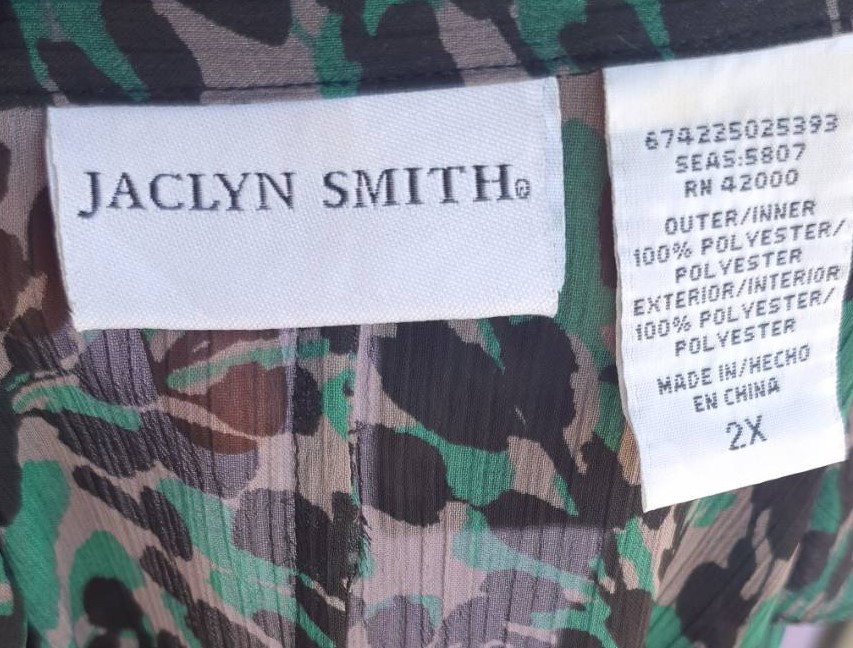 JACLYN SMITH®
674225025393
SEAS:5807
RN 42000
OUTER/INNER
100% POLYESTER/
POLYESTER
EXTERIOR/INTERIOR
100% POLYESTER/
POLYESTER
MADE IN/HECHO
EN CHINA
2X